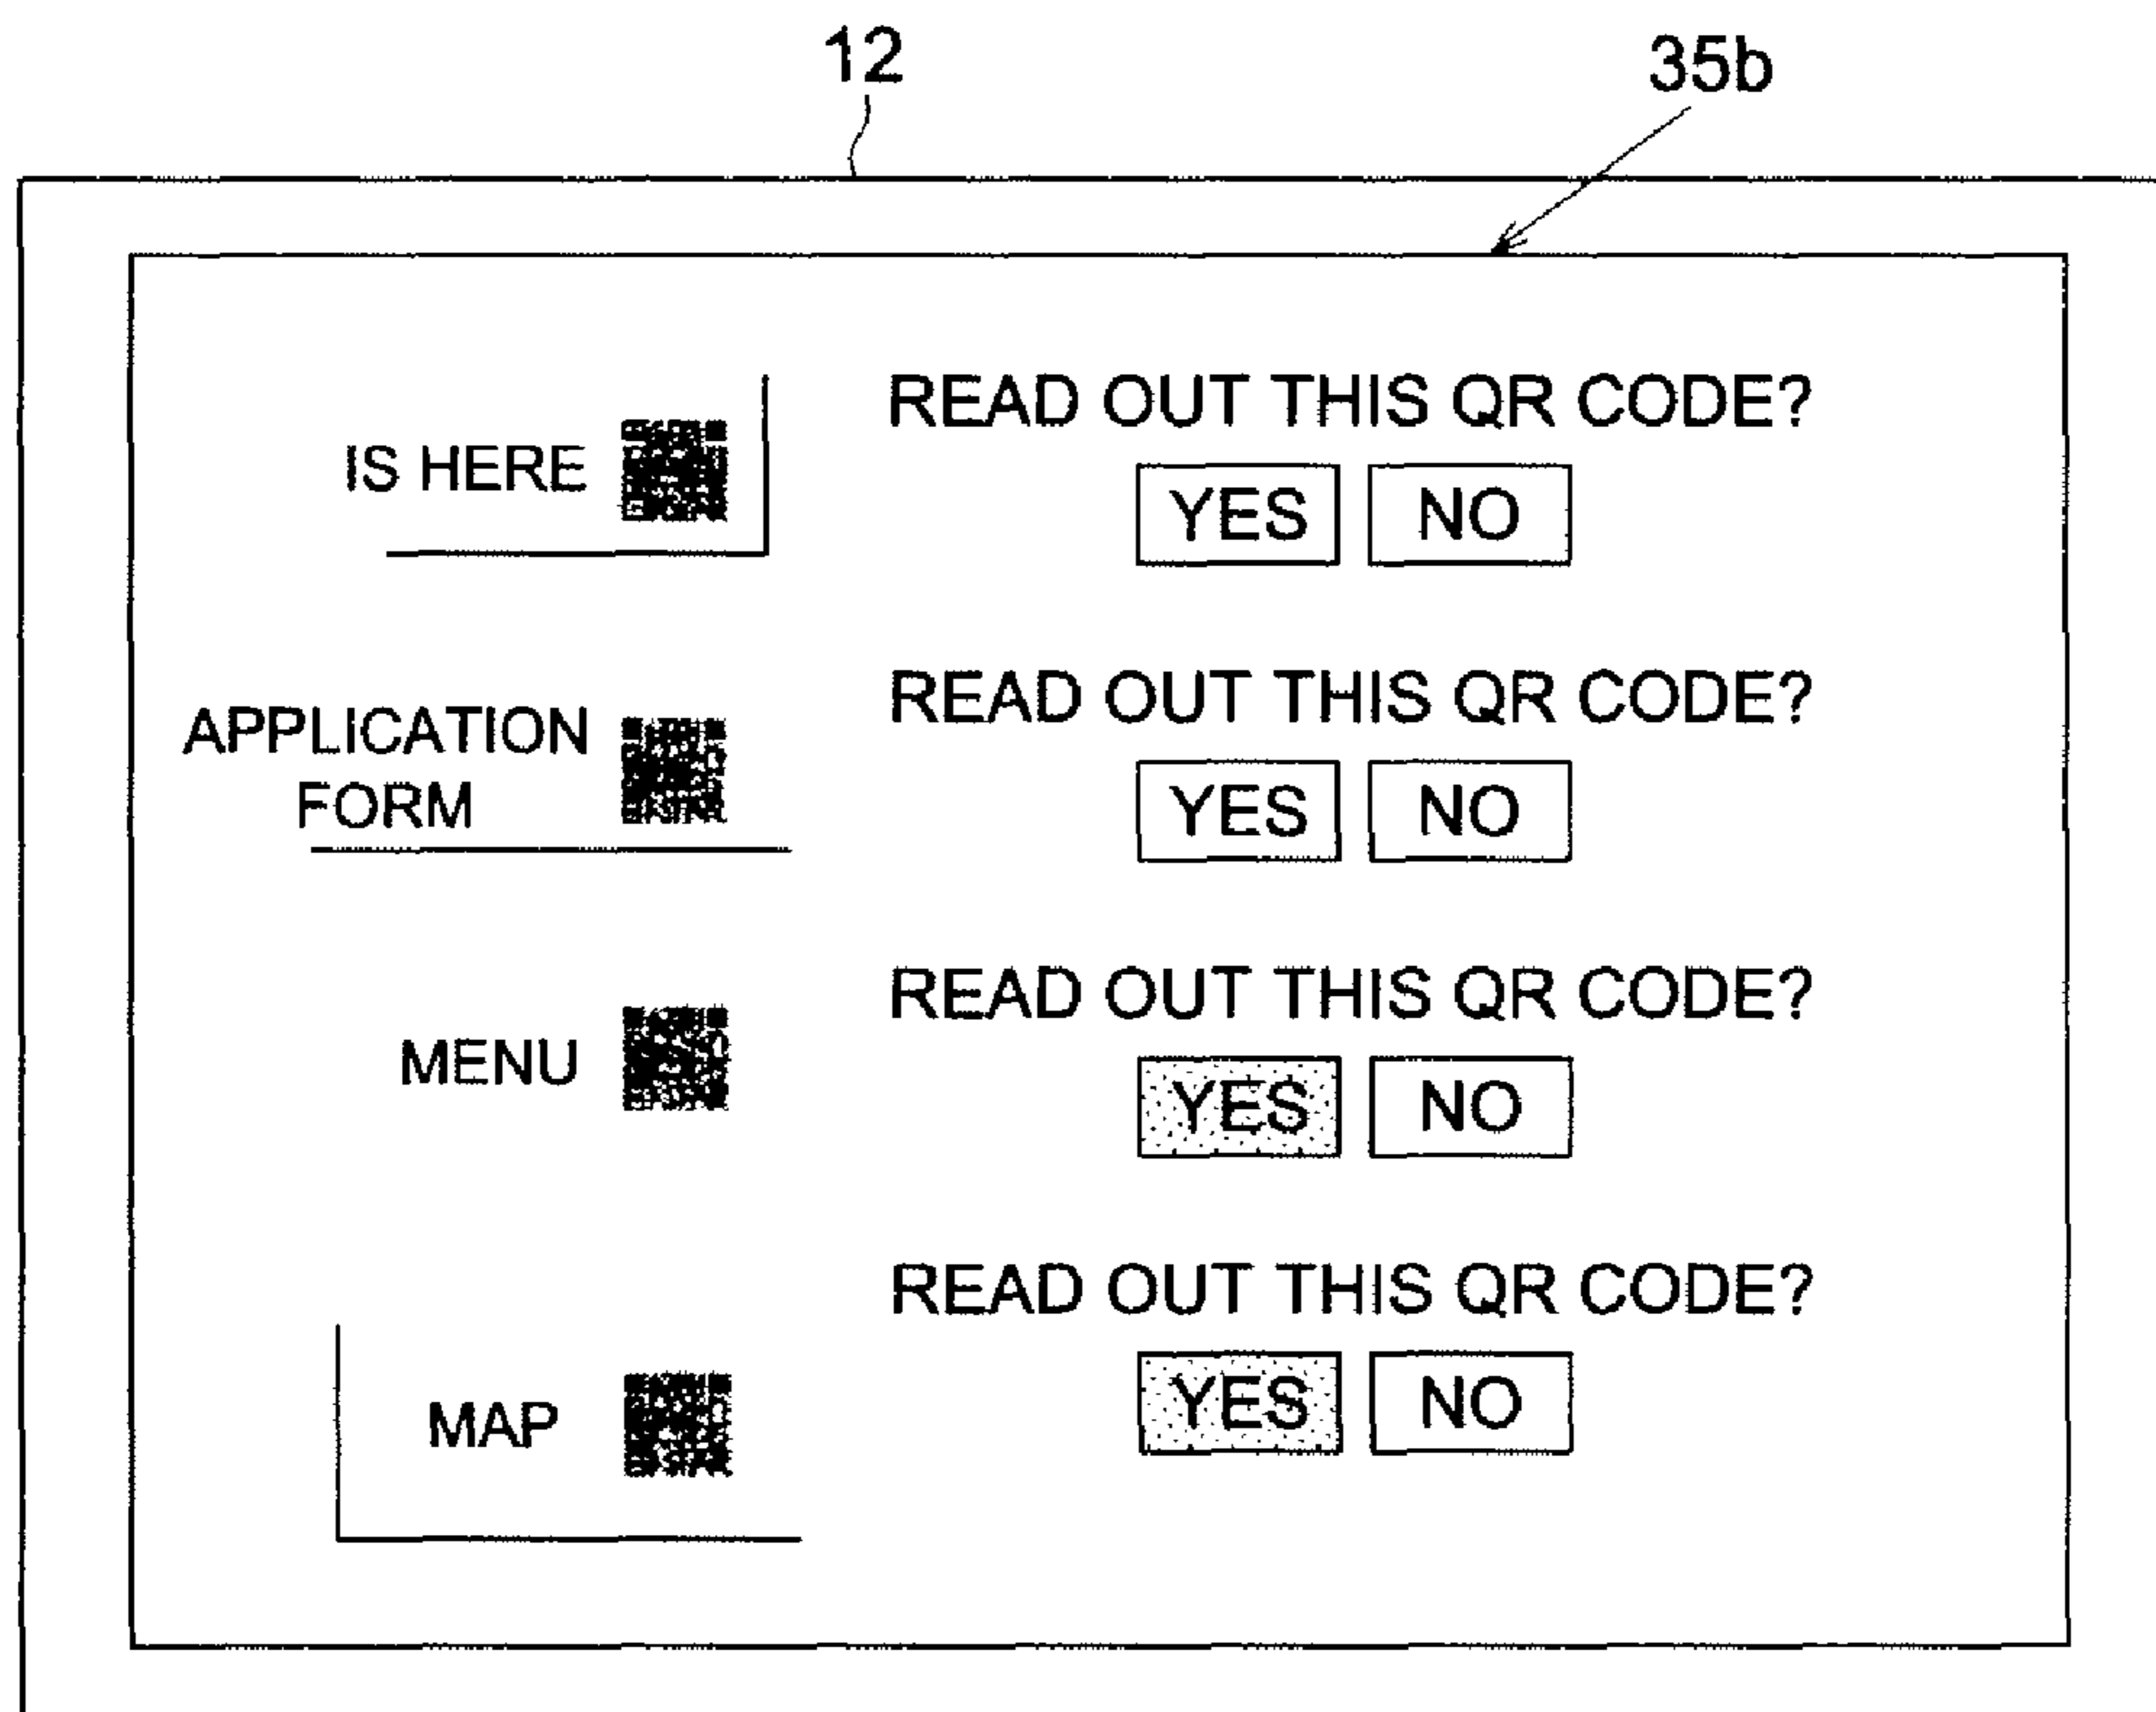 12
35b
IS HERE
READ OUT THIS QR CODE?
YES NO
APPLICATION
FORM
READ OUT THIS QR CODE?
YES NO
MENU
READ OUT THIS QR CODE?
YES NO
MAP
READ OUT THIS QR CODE?
YES NO